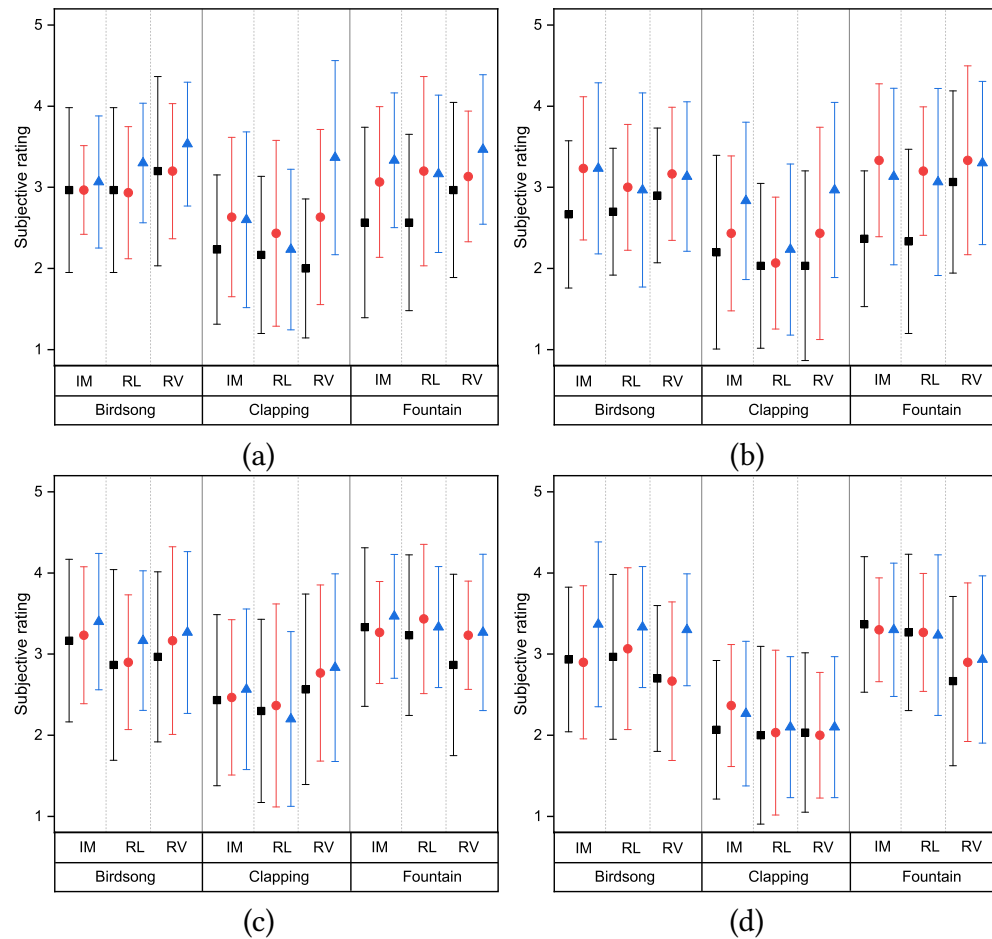 5
4
3
2
1
Subjective rating
IM RL RV IM RL RV IM RL RV
Birdsong Clapping Fountain
(a)
5
4
3
2
1
Subjective rating
IM RL RV IM RL RV IM RL RV
Birdsong Clapping Fountain
(b)
5
4
3
2
1
Subjective rating
IM RL RV IM RL RV IM RL RV
Birdsong Clapping Fountain
(c)
5
4
3
2
1
Subjective rating
IM RL RV IM RL RV IM RL RV
Birdsong Clapping Fountain
(d)